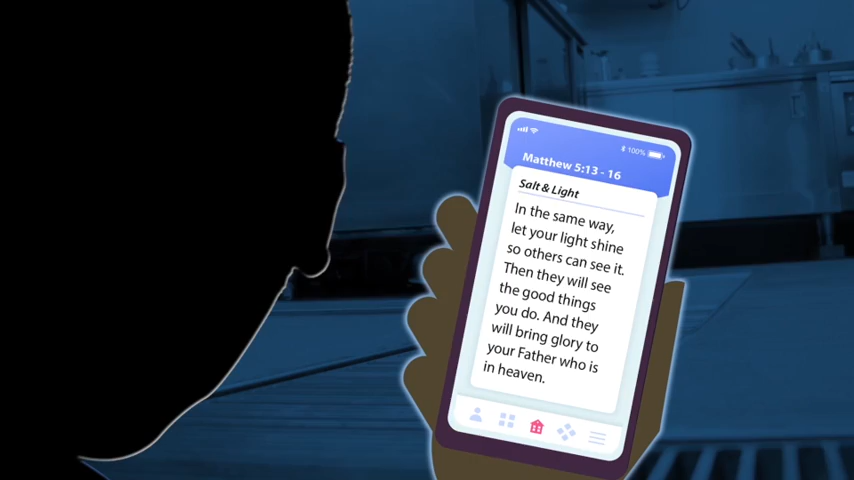 100%
Matthew 5:13 - 16
Salt & Light
In the same way,
let your light shine
so others can see it.
Then they will see
the good things
you do. And they
will bring glory to
your Father who is
in heaven.